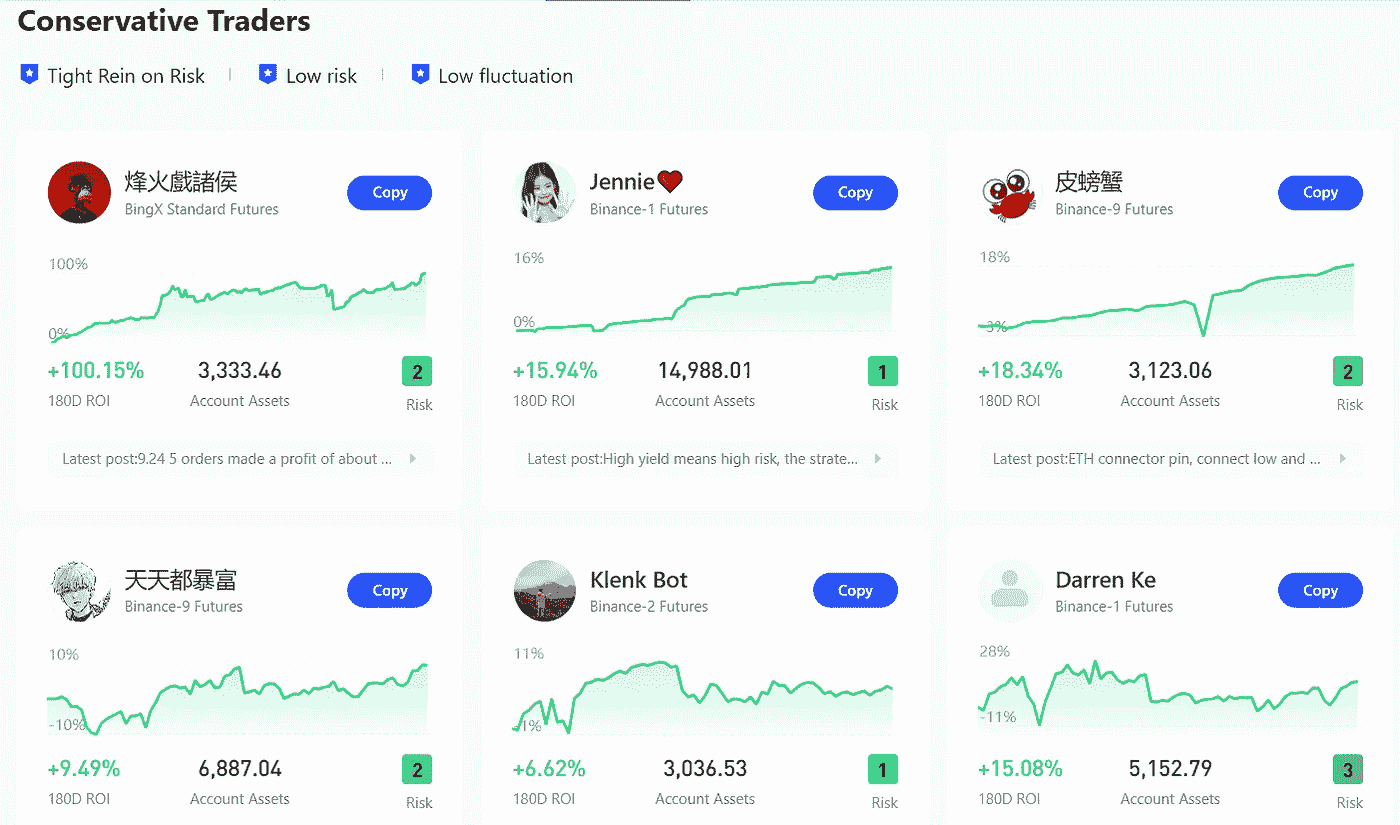 Conservative Traders
Tight Rein on Risk
Low risk
Low fluctuation
烽火戲諸侯
BingX Standard Futures
Copy
100%
0%
+100.15%
3,333.46
2
180D ROI
Account Assets
Risk
Latest post:9.24 5 orders made a profit of about ...
Jennie❤
Binance-1 Futures
Copy
16%
0%
+15.94%
14,988.01
1
180D ROI
Account Assets
Risk
Latest post:High yield means high risk, the strate...
皮螃蟹
Binance-9 Futures
Copy
18%
-3%
+18.34%
3,123.06
2
180D ROI
Account Assets
Risk
Latest post:ETH connector pin, connect low and ...
天天都暴富
Binance-9 Futures
Copy
10%
-10%
+9.49%
6,887.04
2
180D ROI
Account Assets
Risk
Klenk Bot
Binance-2 Futures
Copy
11%
-1%
+6.62%
3,036.53
1
180D ROI
Account Assets
Risk
Darren Ke
Binance-1 Futures
Copy
28%
-11%
+15.08%
5,152.79
3
180D ROI
Account Assets
Risk